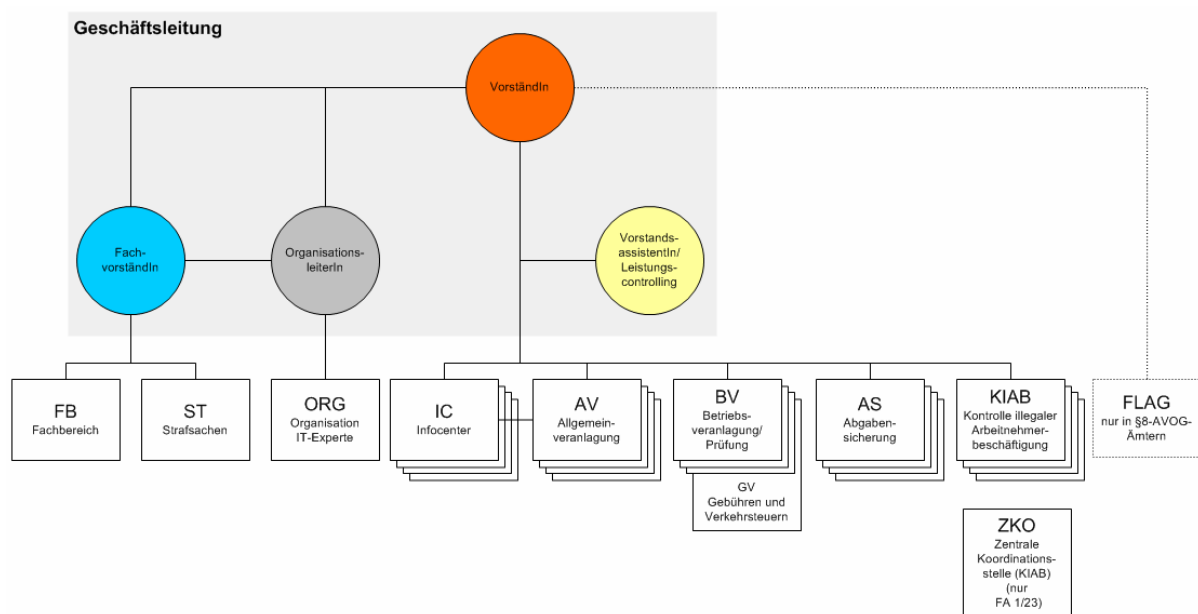 Geschäftsleitung
VorständIn
Fach-
vorständIn
Organisations-
leiterIn
Vorstands-
assistentIn/
Leistungs-
controlling
FB
Fachbereich
ST
Strafsachen
ORG
Organisation
IT-Experte
IC
Infocenter
AV
Allgemein-
veranlagung
BV
Betriebs-
veranlagung/
Prüfung
GV
Gebühren und
Verkehrsteuern
AS
Abgaben-
sicherung
KIAB
Kontrolle illegaler
Arbeitnehmer-
beschäftigung
FLAG
nur in §8-AVOG-
Ämtern
ZKO
Zentrale
Koordinations-
stelle (KIAB)
(nur
FA 1/23)